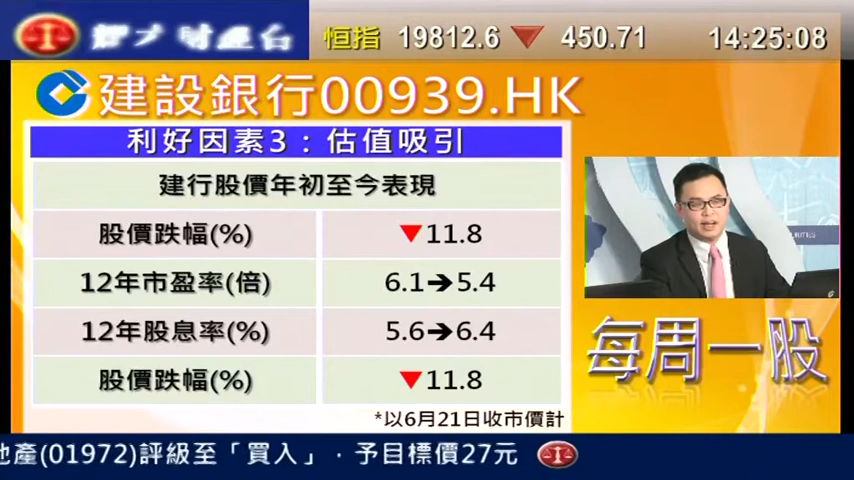 輝力財經台
恒指 19812.6 ▼ 450.71 14:25:08
建設銀行00939.HK
利好因素3：估值吸引
建行股價年初至今表現
股價跌幅(%) ▼11.8
12年市盈率(倍) 6.1➔5.4
12年股息率(%) 5.6➔6.4
股價跌幅(%) ▼11.8
*以6月21日收市價計
每周一股
地產(01972)評級至「買入」﹐予目標價27元